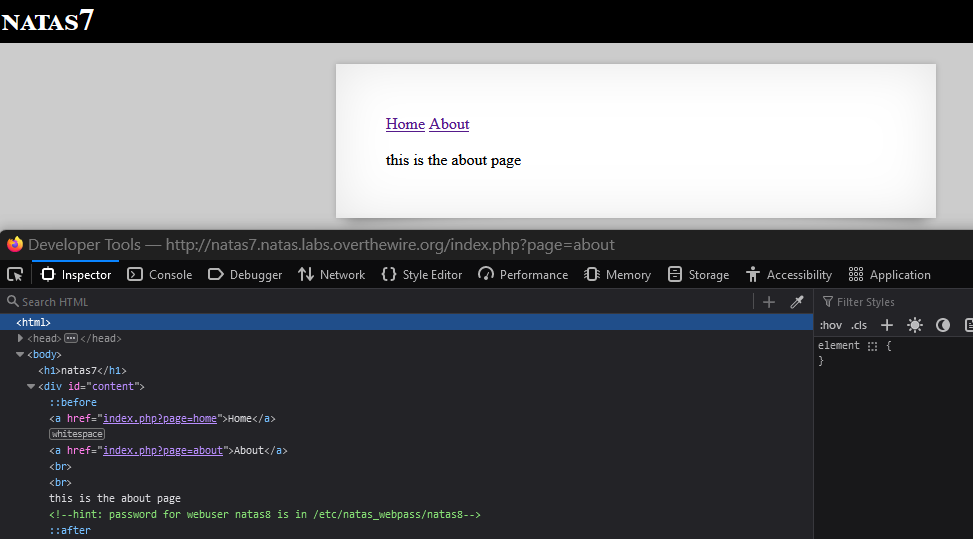 NATAS7
Home About
this is the about page
Developer Tools — http://natas7.natas.labs.overthewire.org/index.php?page=about
Inspector Console Debugger Network Style Editor Performance Memory Storage Accessibility Application
Search HTML
Filter Styles
:hov .cls
<html>
<head> </head>
<body>
<h1>natas7</h1>
<div id="content">
::before
<a href="index.php?page=home">Home</a>
whitespace
<a href="index.php?page=about">About</a>
<br>
<br>
this is the about page
<!--hint: password for webuser natas8 is in /etc/natas_webpass/natas8-->
::after
element {
}